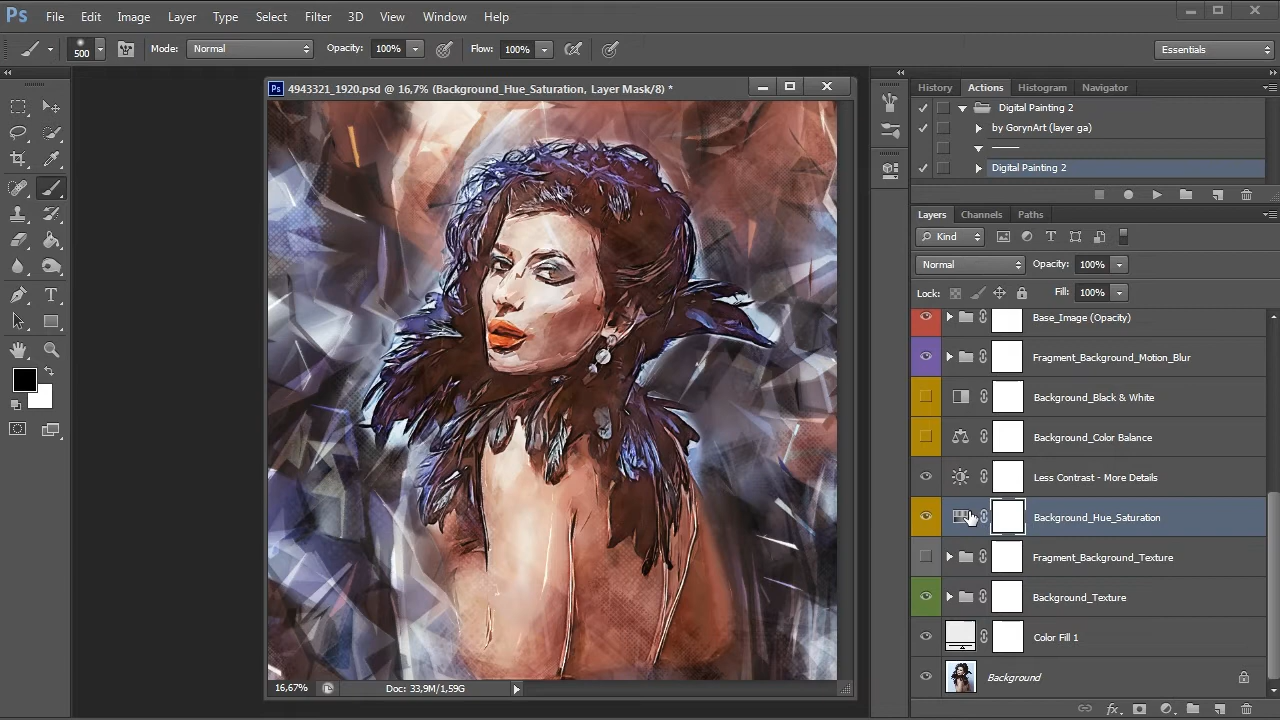 Ps File Edit Image Layer Type Select Filter 3D View Window Help
500 Mode: Normal Opacity: 100% Flow: 100% Essentials
Ps 4943321_1920.psd @ 16,7% (Background_Hue_Saturation, Layer Mask/8) *
History Actions Histogram Navigator
Digital Painting 2
by GorynArt (layer ga)
Digital Painting 2
Layers Channels Paths
Kind T
Normal Opacity: 100%
Lock: Fill: 100%
Base_Image (Opacity)
Fragment_Background_Motion_Blur
Background_Black & White
Background_Color Balance
Less Contrast - More Details
Background_Hue_Saturation
Fragment_Background_Texture
Background_Texture
Color Fill 1
Background
16,67% Doc: 33,9M/1,59G
fx